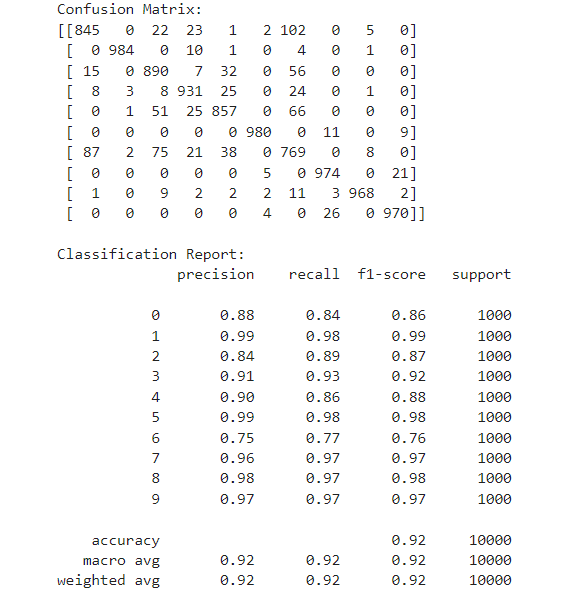 Confusion Matrix:
[[845   0  22  23   1   2 102   0   5   0]
 [  0 984   0  10   1   0   4   0   1   0]
 [ 15   0 890   7  32   0  56   0   0   0]
 [  8   3   8 931  25   0  24   0   1   0]
 [  0   1  51  25 857   0  66   0   0   0]
 [  0   0   0   0   0 980   0  11   0   9]
 [ 87   2  75  21  38   0 769   0   8   0]
 [  0   0   0   0   0   5   0 974   0  21]
 [  1   0   9   2   2   2  11   3 968   2]
 [  0   0   0   0   0   4   0  26   0 970]]
Classification Report:
              precision    recall  f1-score   support
           0       0.88      0.84      0.86      1000
           1       0.99      0.98      0.99      1000
           2       0.84      0.89      0.87      1000
           3       0.91      0.93      0.92      1000
           4       0.90      0.86      0.88      1000
           5       0.99      0.98      0.98      1000
           6       0.75      0.77      0.76      1000
           7       0.96      0.97      0.97      1000
           8       0.98      0.97      0.98      1000
           9       0.97      0.97      0.97      1000
    accuracy                           0.92     10000
   macro avg       0.92      0.92      0.92     10000
weighted avg       0.92      0.92      0.92     10000